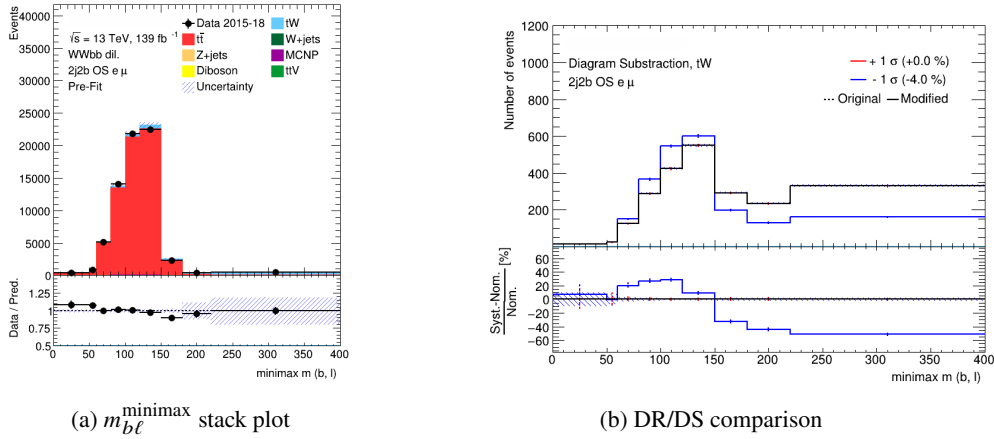 Events
40000
35000
30000
25000
20000
15000
10000
5000
0
√s = 13 TeV, 139 fb⁻¹
WWbb dil.
2j2b OS e μ
Pre-Fit
Data 2015-18
tt̄
Z+jets
Diboson
Uncertainty
tW
W+jets
MCNP
ttV
Data / Pred.
1.25
1
0.75
0.5
0 50 100 150 200 250 300 350 400
minimax m (b, l)
(a) m_{bℓ}^{minimax} stack plot
Number of events
1200
1000
800
600
400
200
Diagram Substraction, tW
2j2b OS e μ
+ 1 σ (+0.0 %)
- 1 σ (-4.0 %)
Original Modified
Syst.-Nom. [%]
Nom.
60
40
20
0
−20
−40
−60
0 50 100 150 200 250 300 350 400
minimax m (b, l)
(b) DR/DS comparison